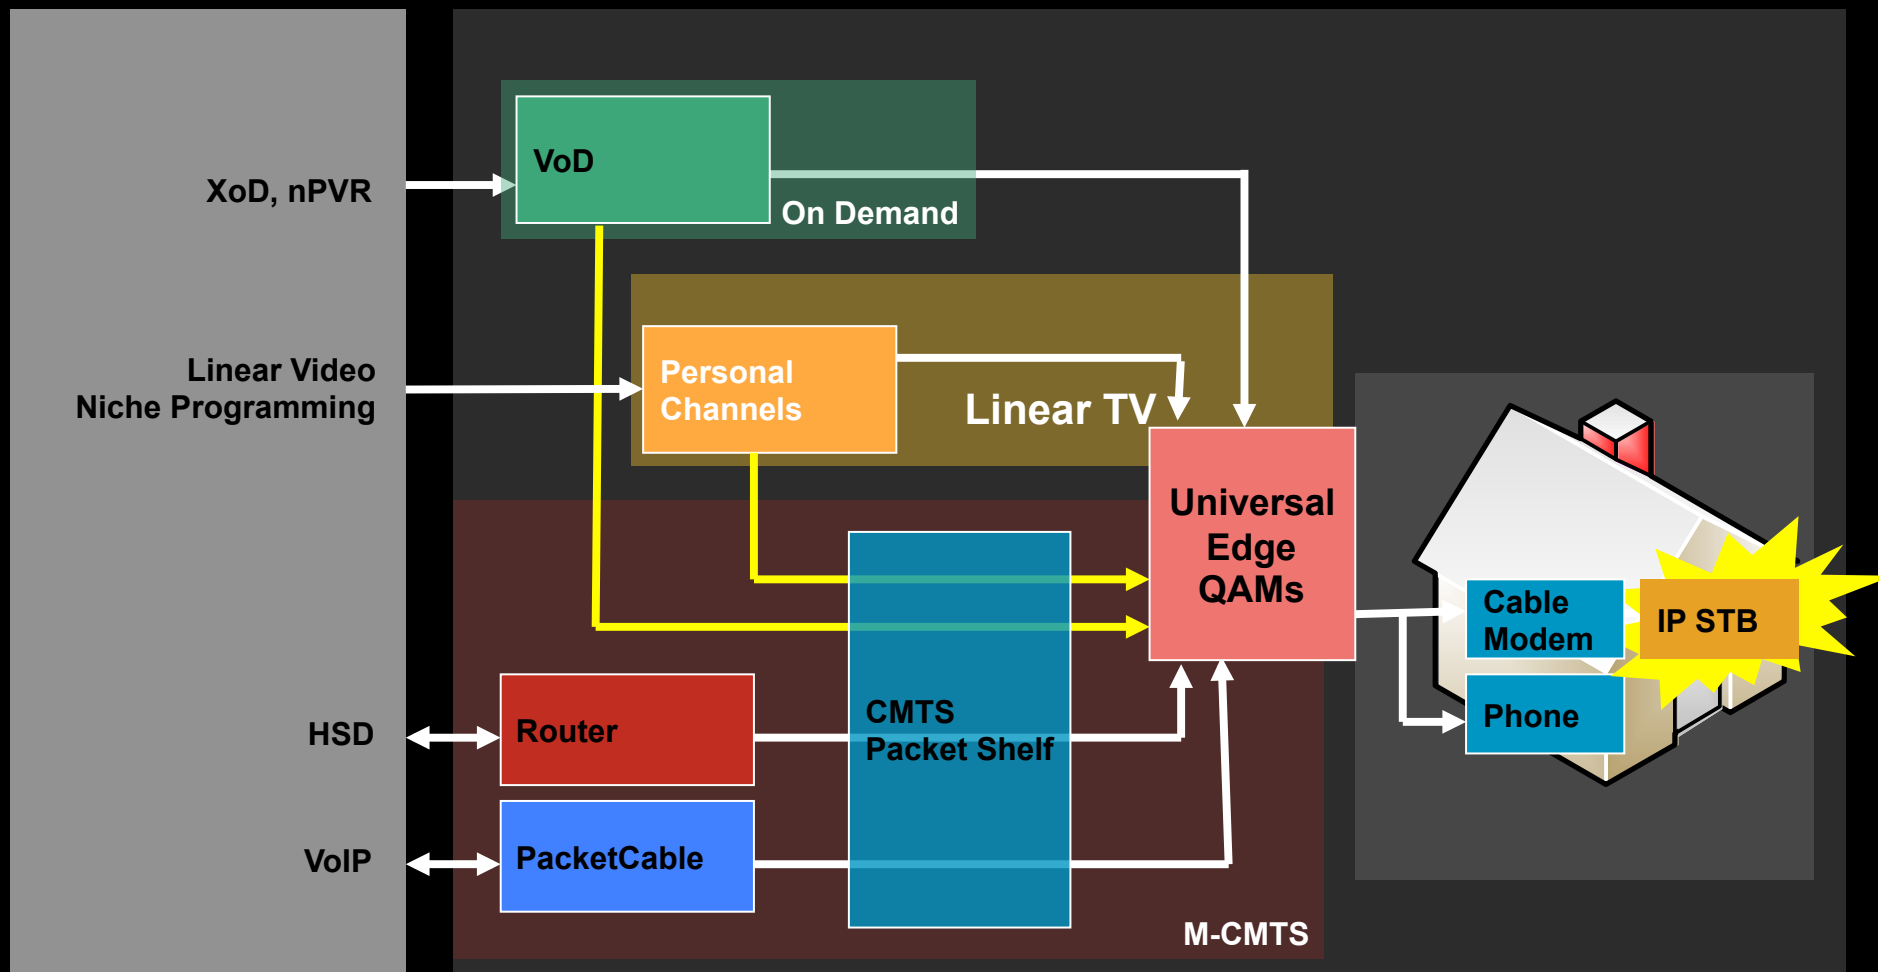 XoD, nPVR
VoD
On Demand
Linear Video
Niche Programming
Personal
Channels
Linear TV
Universal
Edge
QAMs
Cable
Modem
IP STB
Phone
HSD
Router
CMTS
Packet Shelf
VoIP
PacketCable
M-CMTS